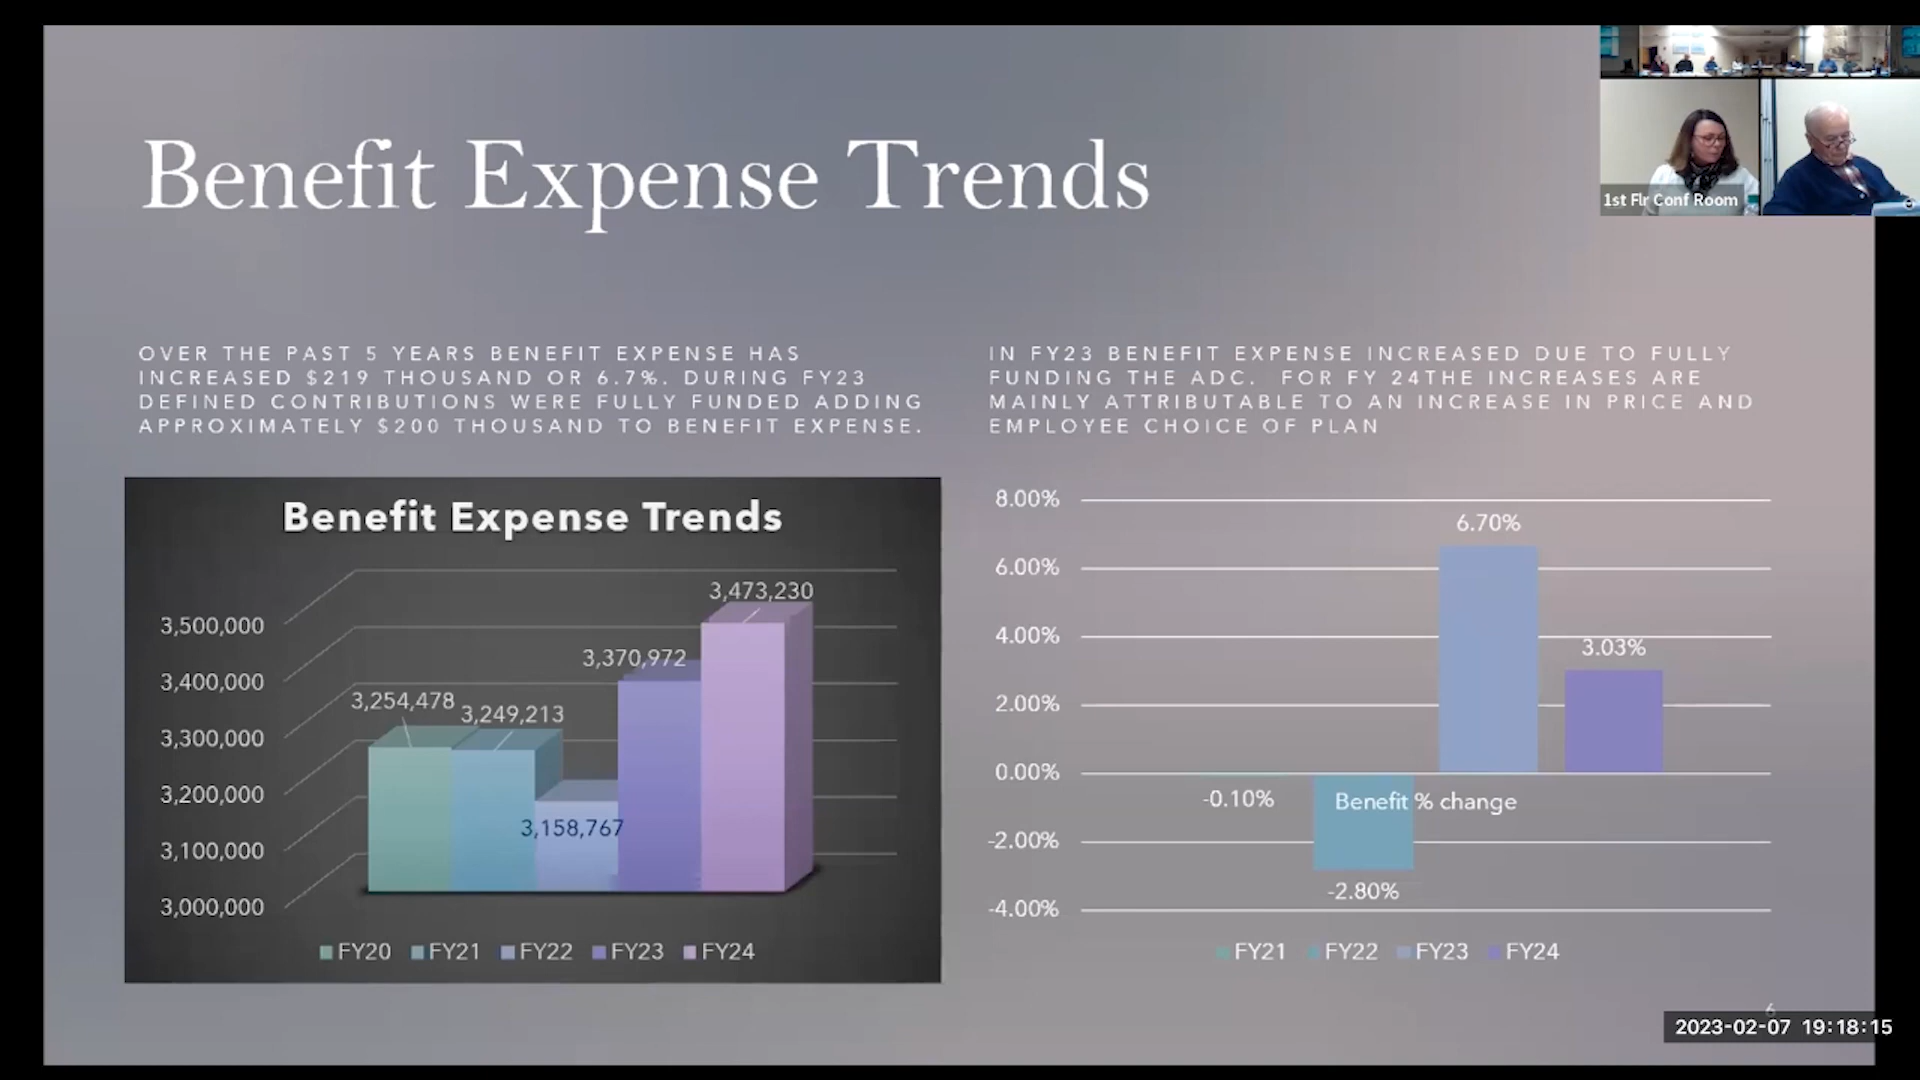 Benefit Expense Trends
1st Flr Conf Room
OVER THE PAST 5 YEARS BENEFIT EXPENSE HAS
INCREASED $219 THOUSAND OR 6.7%. DURING FY23
DEFINED CONTRIBUTIONS WERE FULLY FUNDED ADDING
APPROXIMATELY $200 THOUSAND TO BENEFIT EXPENSE.
IN FY23 BENEFIT EXPENSE INCREASED DUE TO FULLY
FUNDING THE ADC. FOR FY 24THE INCREASES ARE
MAINLY ATTRIBUTABLE TO AN INCREASE IN PRICE AND
EMPLOYEE CHOICE OF PLAN
Benefit Expense Trends
3,500,000
3,400,000
3,300,000
3,200,000
3,100,000
3,000,000
3,254,478
3,249,213
3,158,767
3,370,972
3,473,230
FY20 FY21 FY22 FY23 FY24
8.00%
6.00%
4.00%
2.00%
0.00%
-2.00%
-4.00%
-0.10%
-2.80%
6.70%
3.03%
Benefit % change
FY21 FY22 FY23 FY24
6
2023-02-07 19:18:15